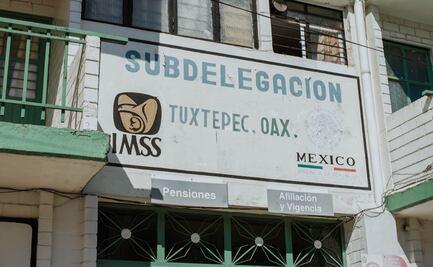 SUBDELEGACION
TUXTEPEC. OAX.
IMSS
MEXICO
Pensiones
Afiliación
y Vigencia